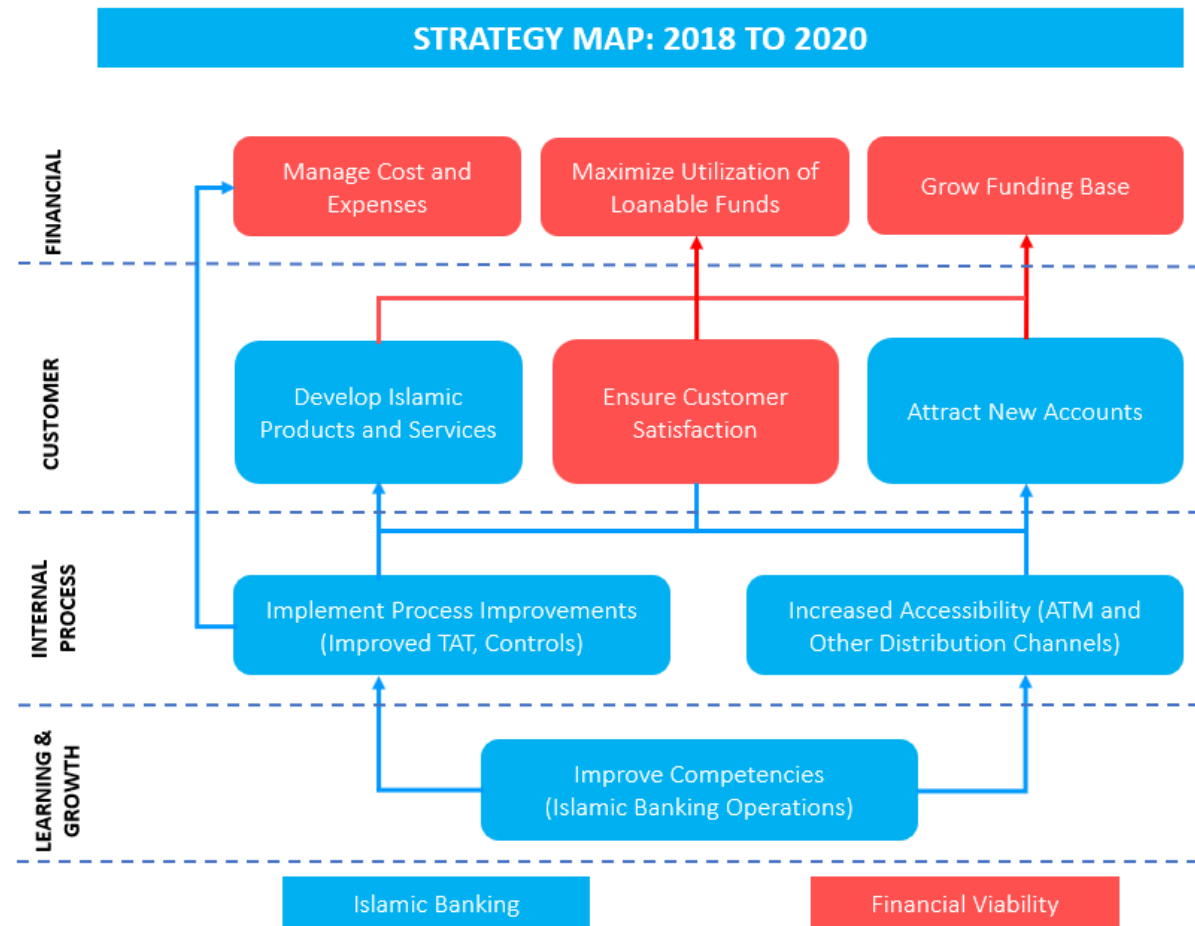 STRATEGY MAP: 2018 TO 2020
FINANCIAL
Manage Cost and
Expenses
Maximize Utilization of
Loanable Funds
Grow Funding Base
CUSTOMER
Develop Islamic
Products and Services
Ensure Customer
Satisfaction
Attract New Accounts
INTERNAL
PROCESS
Implement Process Improvements
(Improved TAT, Controls)
Increased Accessibility (ATM and
Other Distribution Channels)
LEARNING &
GROWTH
Improve Competencies
(Islamic Banking Operations)
Islamic Banking
Financial Viability